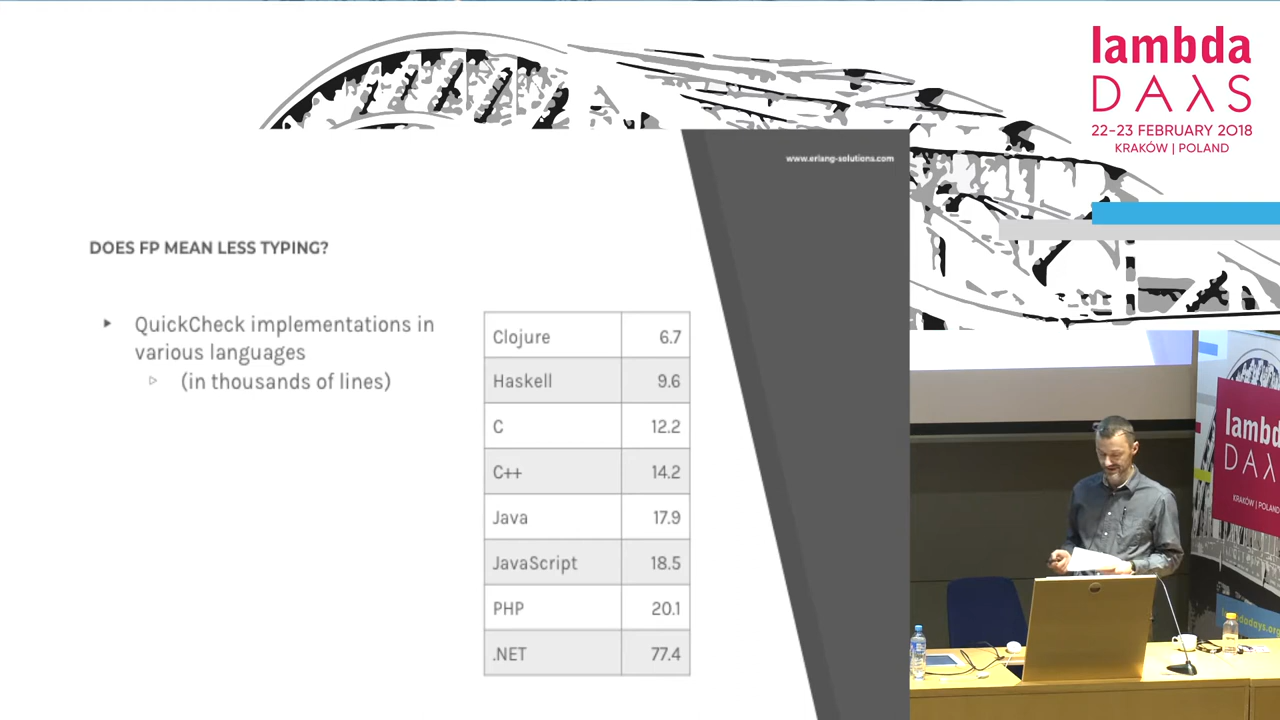 lambda
DAλS
22-23 FEBRUARY 2018
KRAKÓW | POLAND
www.erlang-solutions.com
DOES FP MEAN LESS TYPING?
QuickCheck implementations in
various languages
(in thousands of lines)
Clojure 6.7
Haskell 9.6
C 12.2
C++ 14.2
Java 17.9
JavaScript 18.5
PHP 20.1
.NET 77.4
lambd
DAλ
KRAKÓW | POLAND